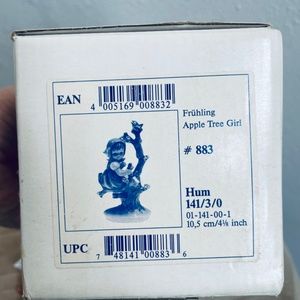 EAN
4 005169 008832
Frühling
Apple Tree Girl
# 883
Hum
141/3/0
01-141-00-1
10,5 cm/4⅛ inch
UPC
7 48141 00883 6